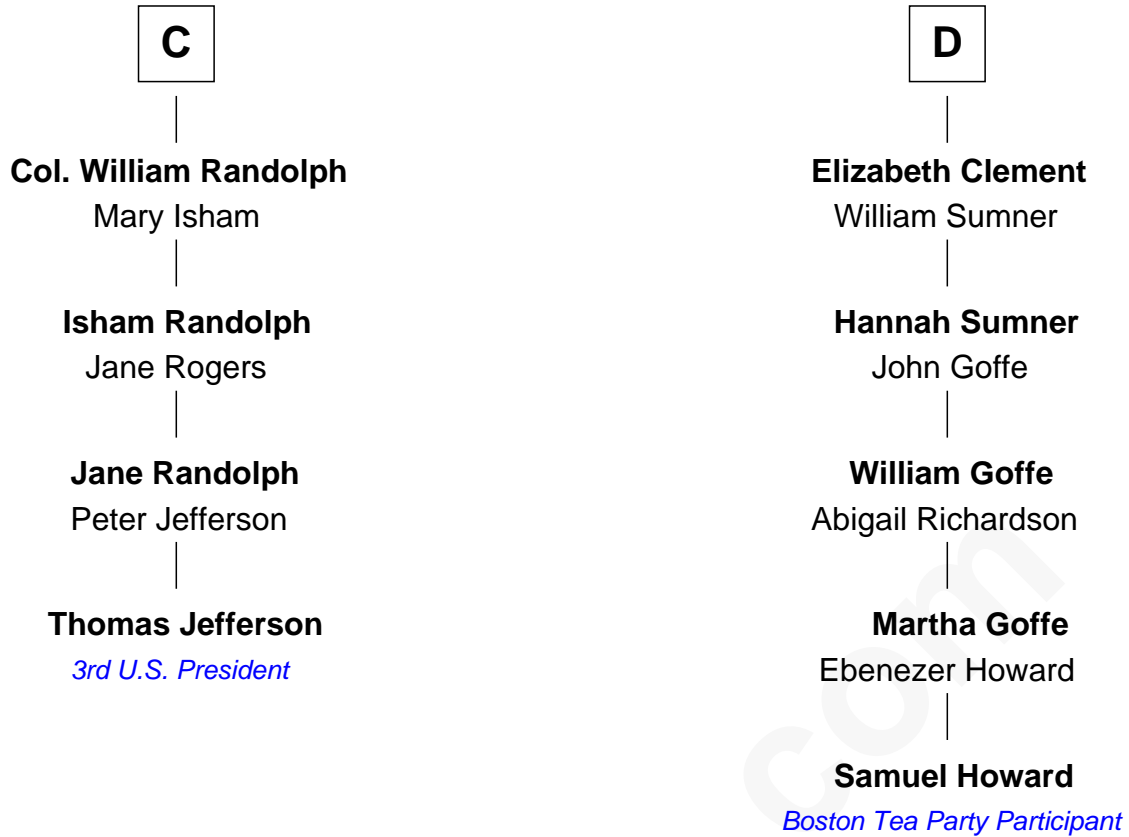 C
Col. William Randolph
Mary Isham
Isham Randolph
Jane Rogers
Jane Randolph
Peter Jefferson
Thomas Jefferson
3rd U.S. President
D
Elizabeth Clement
William Sumner
Hannah Sumner
John Goffe
William Goffe
Abigail Richardson
Martha Goffe
Ebenezer Howard
Samuel Howard
Boston Tea Party Participant
com